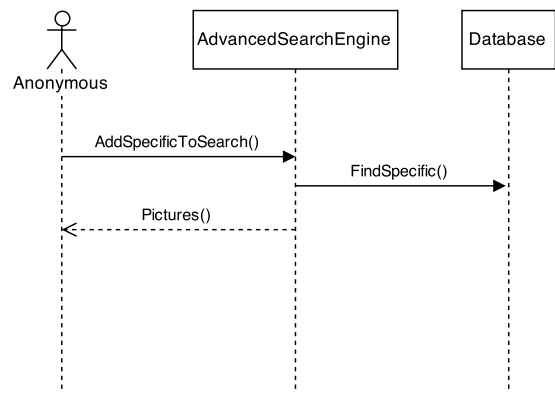 AdvancedSearchEngine
Database
Anonymous
AddSpecificToSearch()
FindSpecific()
Pictures()